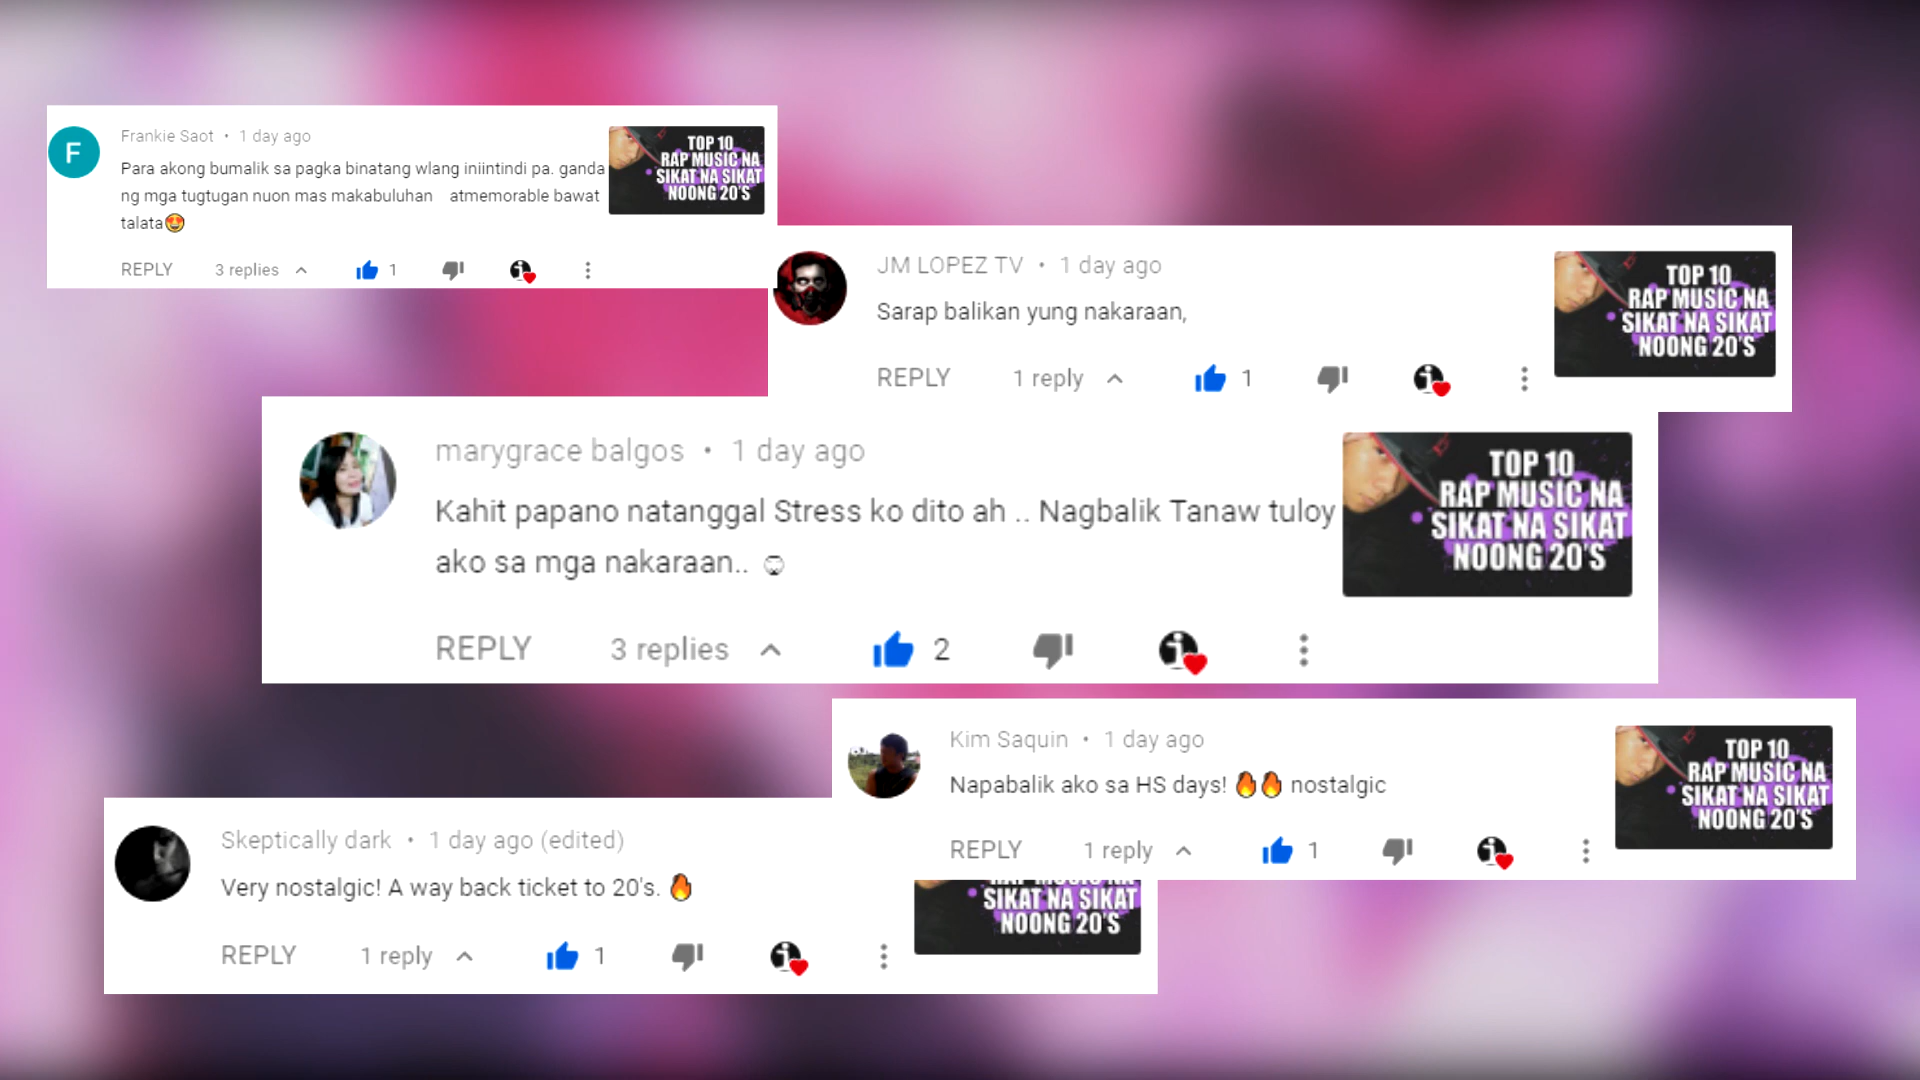 F
Frankie Saot • 1 day ago
Para akong bumalik sa pagka binatang wlang iniintindi pa. ganda
ng mga tugtugan nuon mas makabuluhan atmemorable bawat
talata😍
REPLY 3 replies 1
TOP 10
RAP MUSIC NA
SIKAT NA SIKAT
NOONG 20'S
JM LOPEZ TV • 1 day ago
Sarap balikan yung nakaraan,
REPLY 1 reply 1
TOP 10
RAP MUSIC NA
SIKAT NA SIKAT
NOONG 20'S
marygrace balgos • 1 day ago
Kahit papano natanggal Stress ko dito ah .. Nagbalik Tanaw tuloy
ako sa mga nakaraan..
REPLY 3 replies 2
TOP 10
RAP MUSIC NA
SIKAT NA SIKAT
NOONG 20'S
Kim Saquin • 1 day ago
Napabalik ako sa HS days! 🔥🔥 nostalgic
REPLY 1 reply 1
TOP 10
RAP MUSIC NA
SIKAT NA SIKAT
NOONG 20'S
Skeptically dark • 1 day ago (edited)
Very nostalgic! A way back ticket to 20's. 🔥
REPLY 1 reply 1
RAP MUSIC NA
SIKAT NA SIKAT
NOONG 20'S